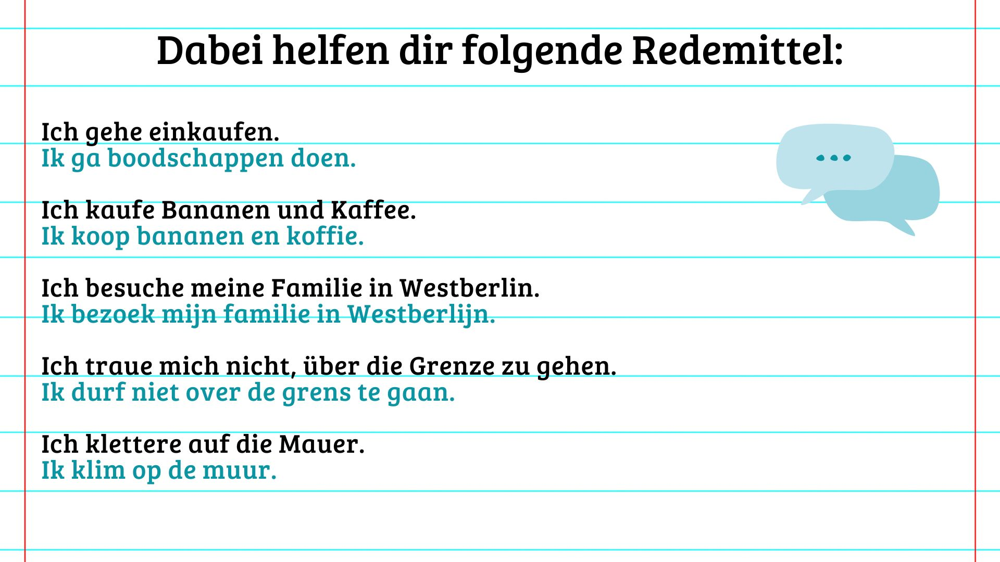 Dabei helfen dir folgende Redemittel:
Ich gehe einkaufen.
Ik ga boodschappen doen.
Ich kaufe Bananen und Kaffee.
Ik koop bananen en koffie.
Ich besuche meine Familie in Westberlin.
Ik bezoek mijn familie in Westberlijn.
Ich traue mich nicht, über die Grenze zu gehen.
Ik durf niet over de grens te gaan.
Ich klettere auf die Mauer.
Ik klim op de muur.